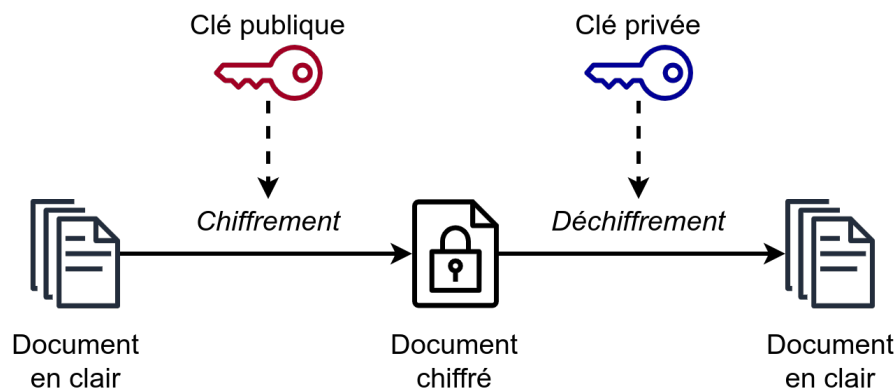 Clé publique
Clé privée
Chiffrement
Déchiffrement
Document
en clair
Document
chiffré
Document
en clair